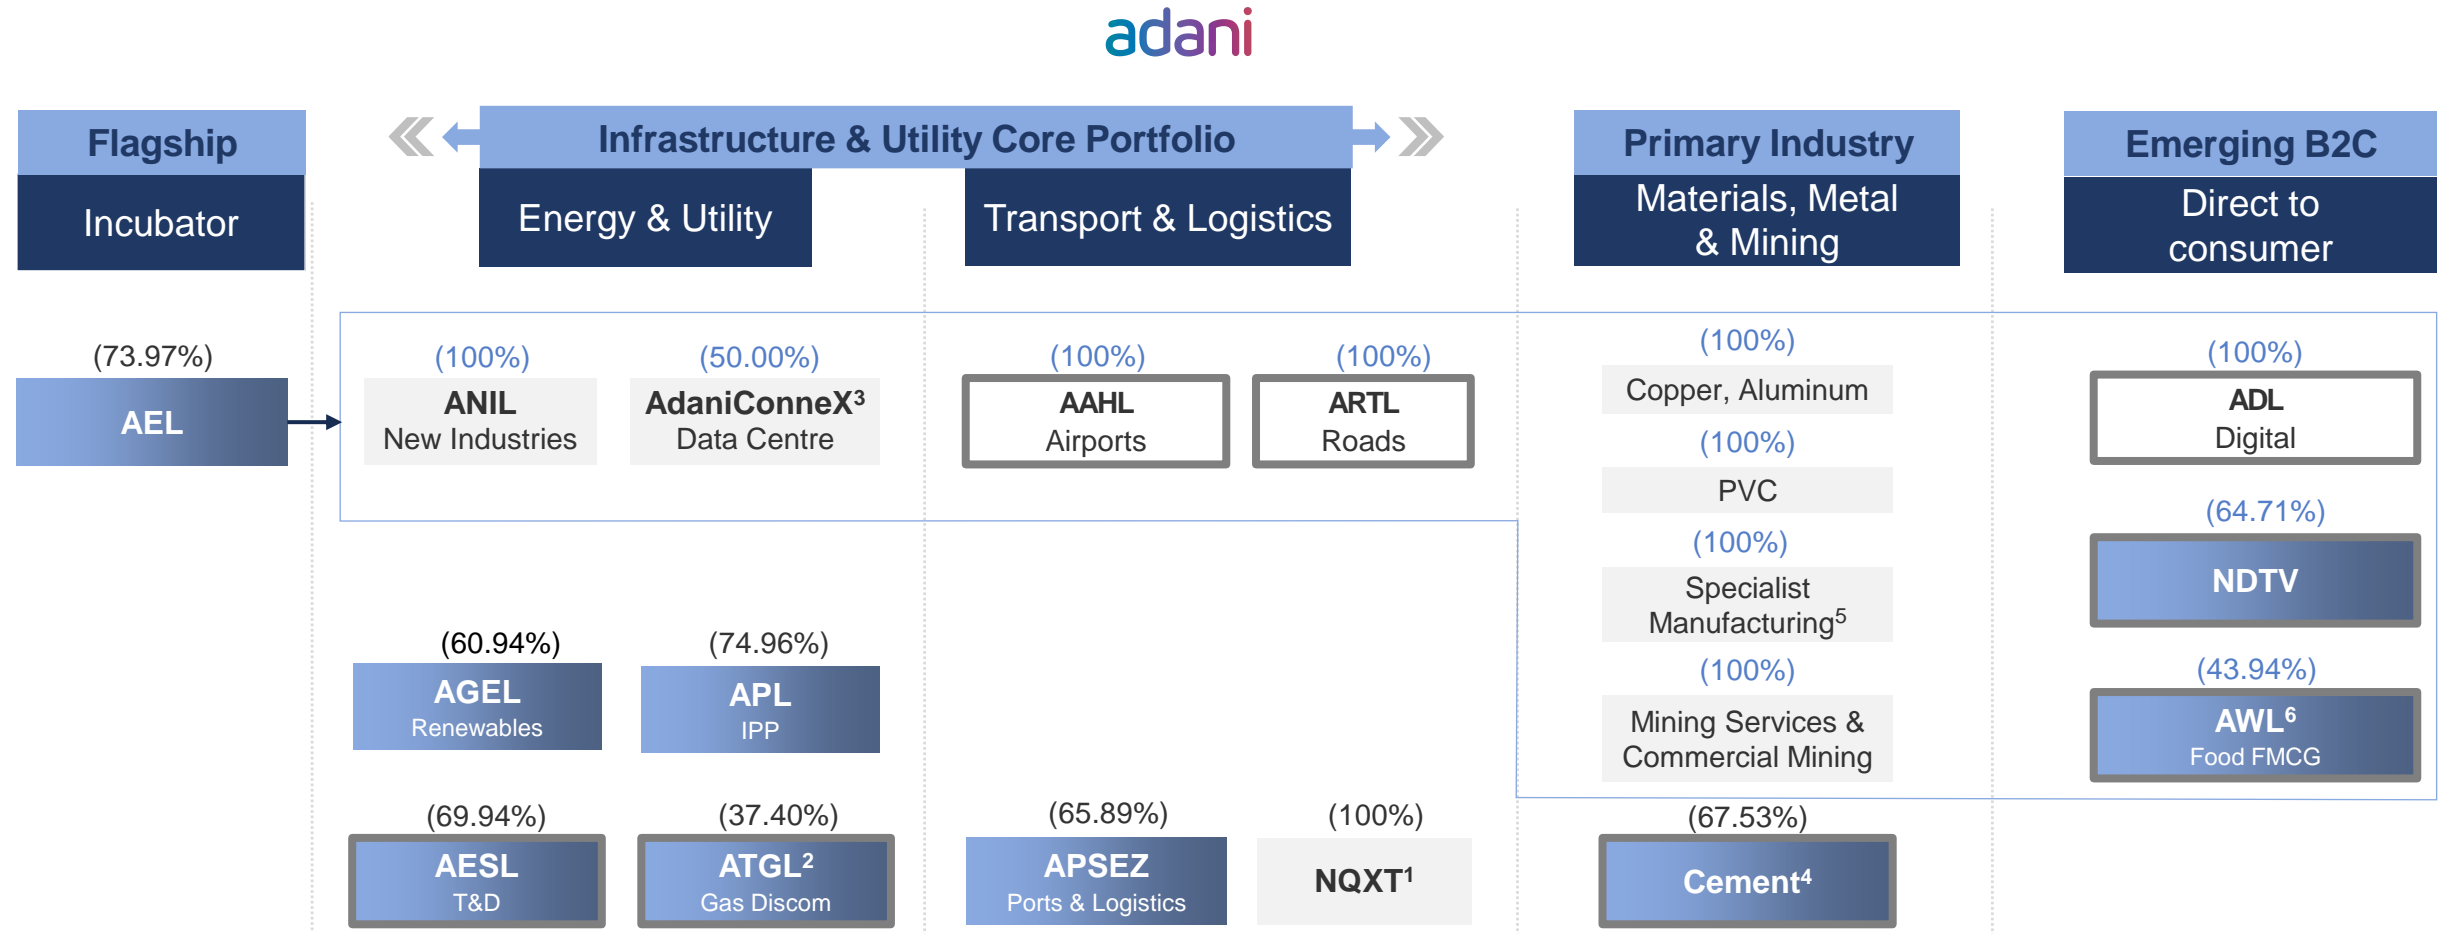 adani
Flagship
Incubator
Infrastructure & Utility Core Portfolio
Energy & Utility
Transport & Logistics
Primary Industry
Materials, Metal
& Mining
Emerging B2C
Direct to
consumer
(73.97%)
AEL
(100%)
ANIL
New Industries
(50.00%)
AdaniConneX³
Data Centre
(100%)
AAHL
Airports
(100%)
ARTL
Roads
(100%)
Copper, Aluminum
(100%)
PVC
(100%)
Specialist
Manufacturing⁵
(100%)
Mining Services &
Commercial Mining
(100%)
ADL
Digital
(64.71%)
NDTV
(43.94%)
AWL⁶
Food FMCG
(60.94%)
AGEL
Renewables
(74.96%)
APL
IPP
(69.94%)
AESL
T&D
(37.40%)
ATGL²
Gas Discom
(65.89%)
APSEZ
Ports & Logistics
(100%)
NQXT¹
(67.53%)
Cement⁴